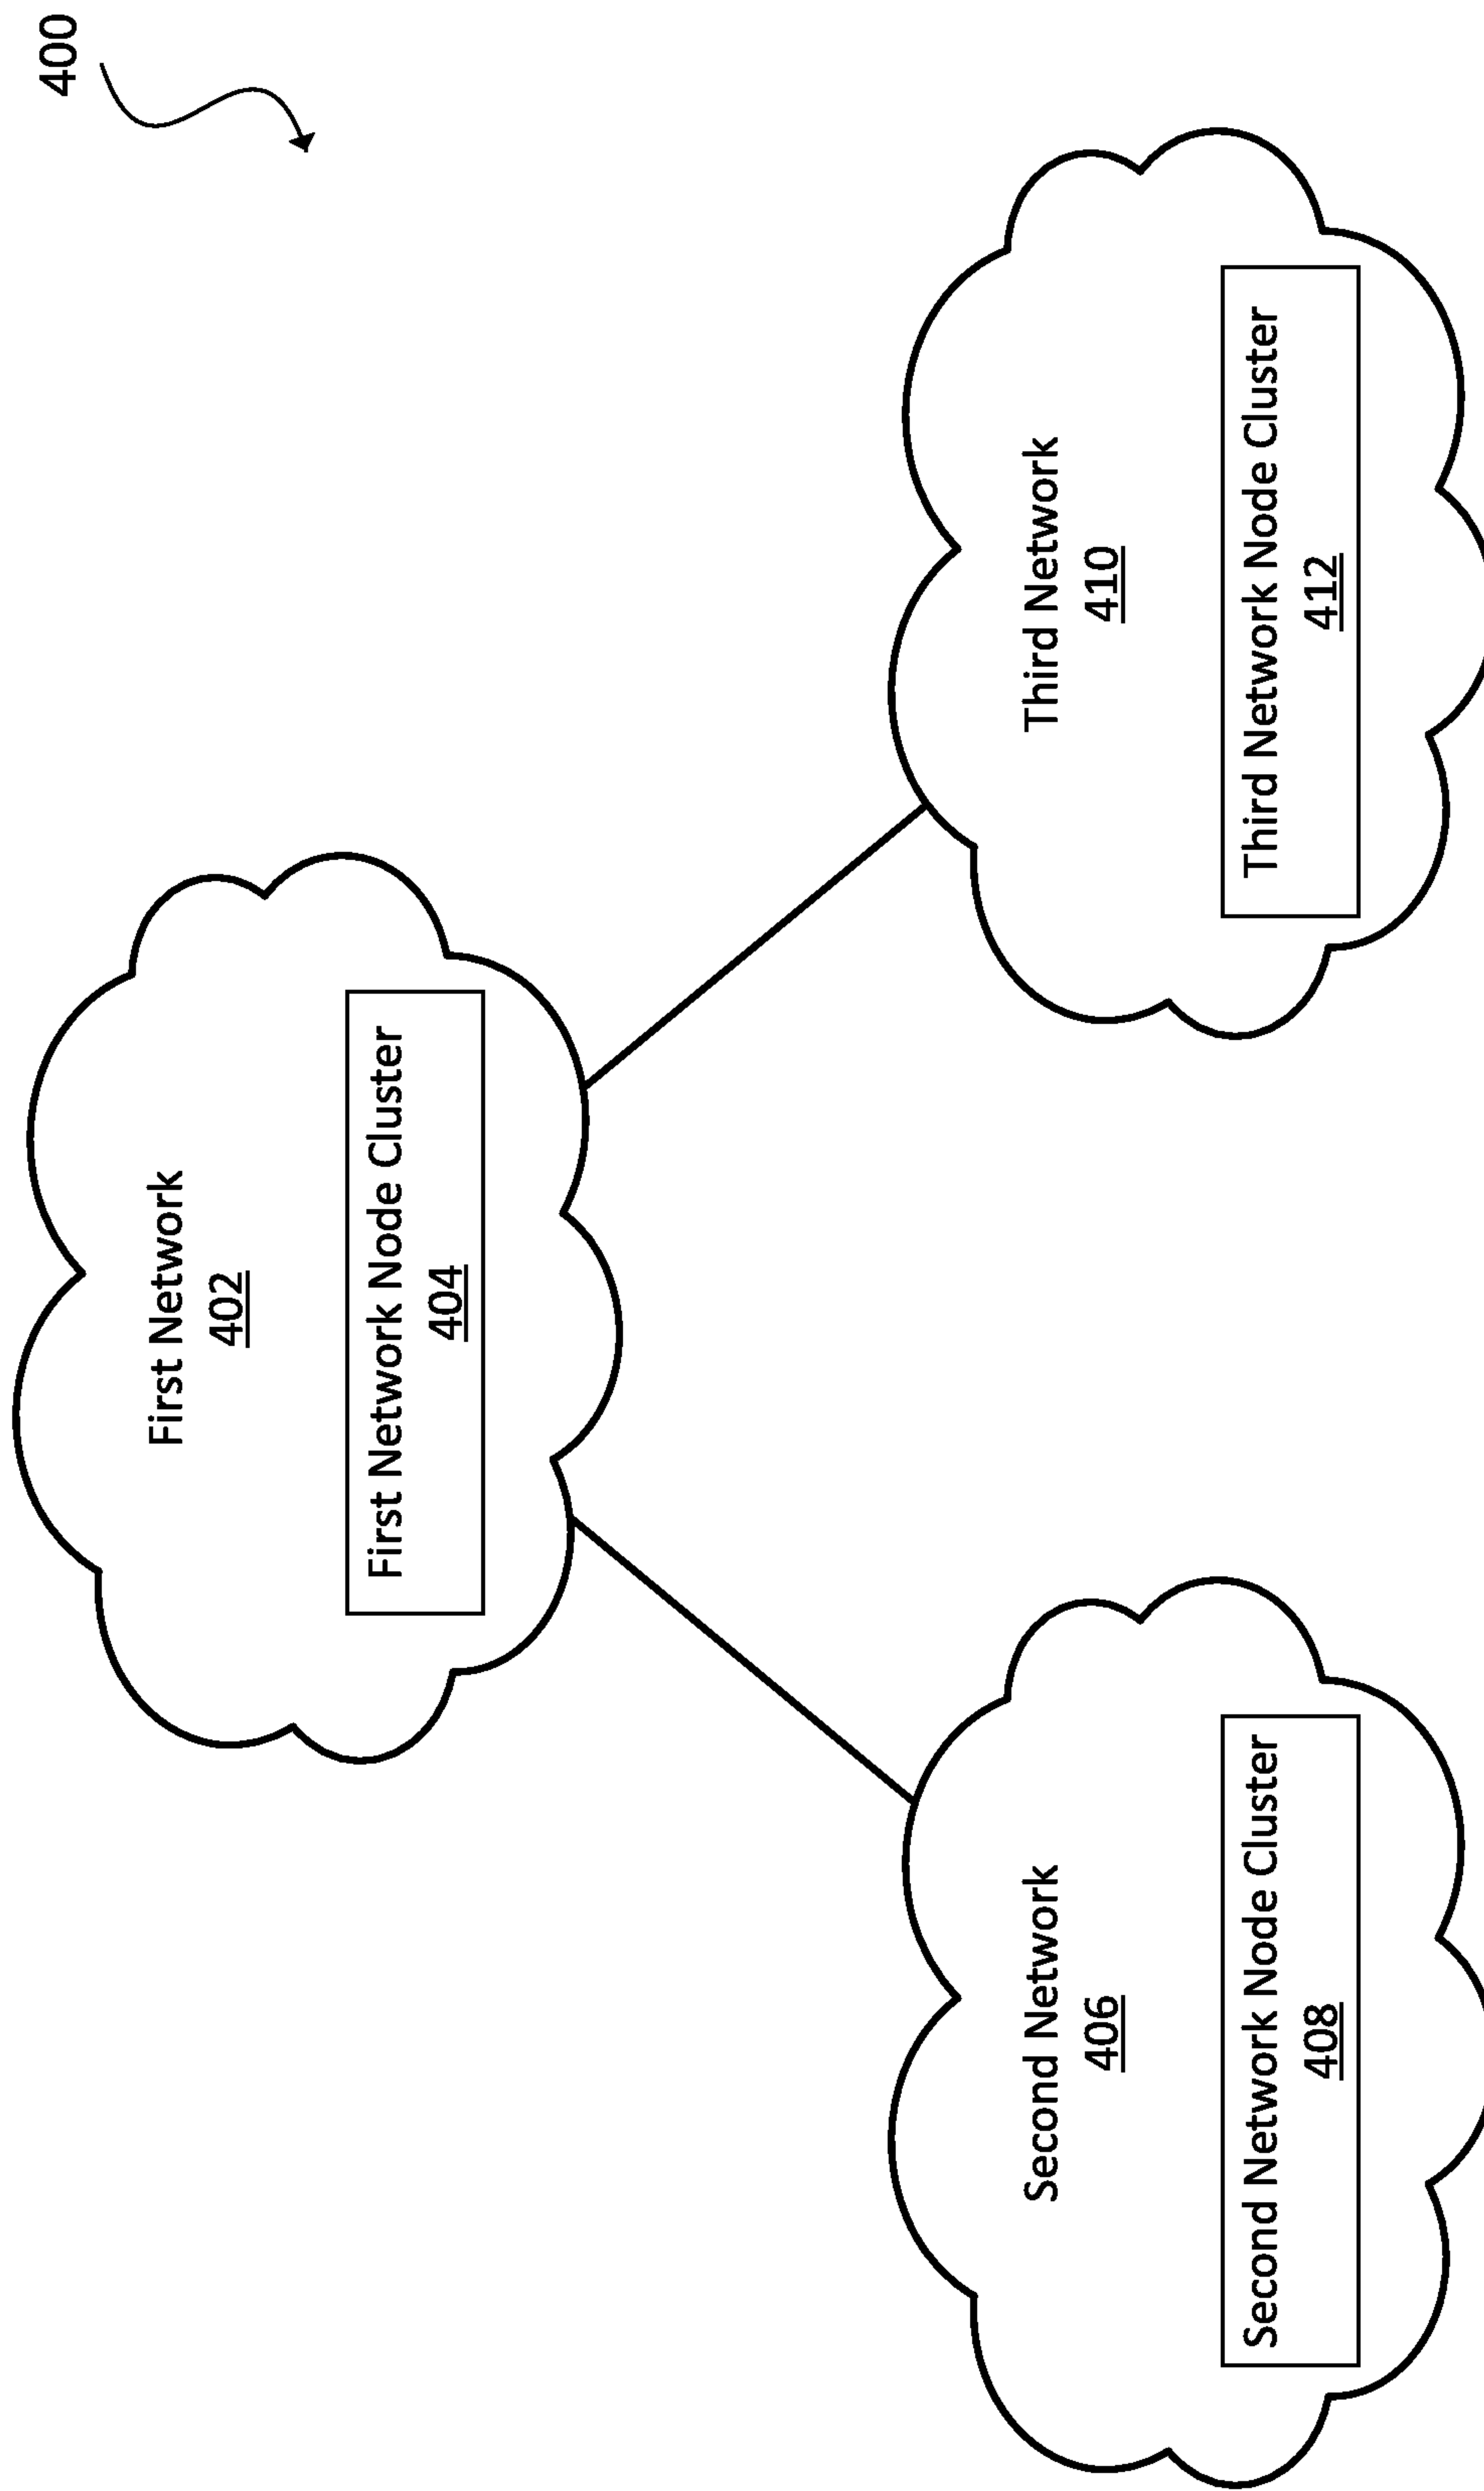 400
First Network
402
First Network Node Cluster
404
Second Network
406
Second Network Node Cluster
408
Third Network
410
Third Network Node Cluster
412